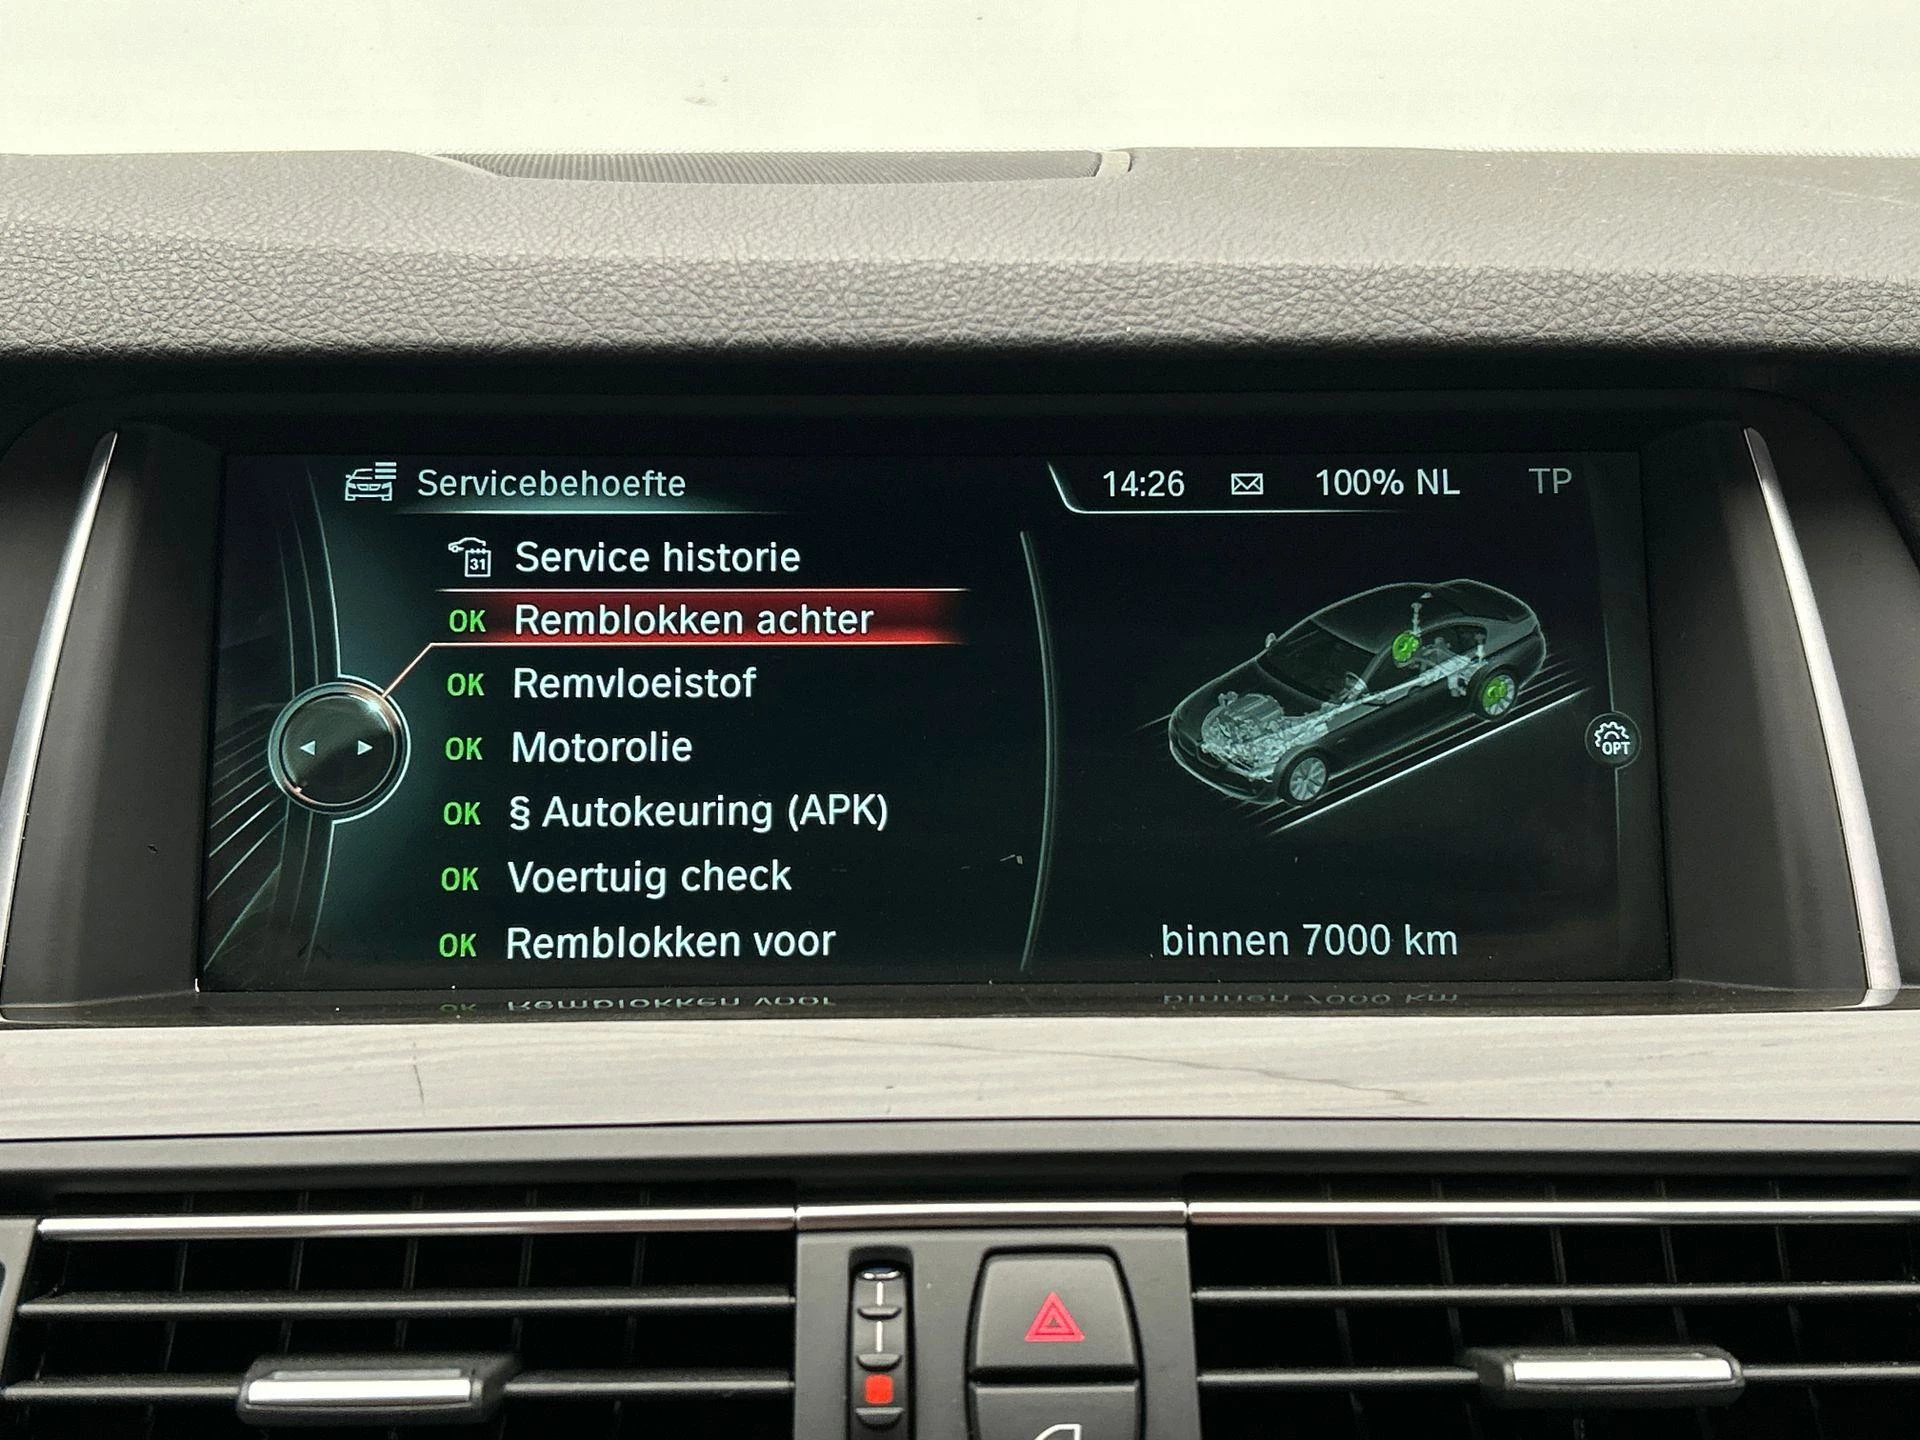 Servicebehoefte
14:26 100% NL TP
31 Service historie
OK Remblokken achter
OK Remvloeistof
OK Motorolie
OPT
OK § Autokeuring (APK)
OK Voertuig check
OK Remblokken voor
binnen 7000 km